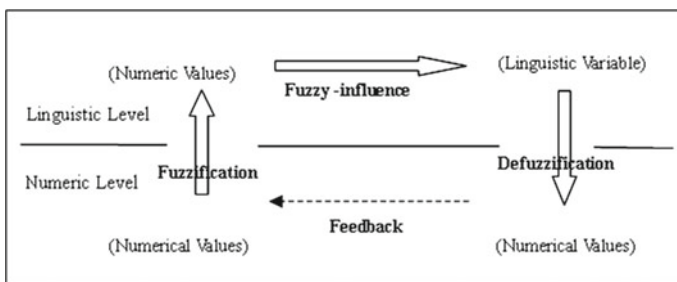 (Numeric Values)
(Linguistic Variable)
Fuzzy -influence
Linguistic Level
Fuzzification
Defuzzification
Numeric Level
Feedback
(Numerical Values)
(Numerical Values)